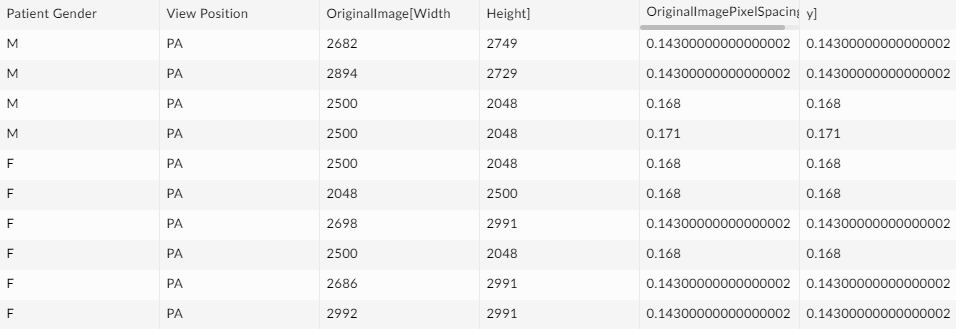 Patient Gender View Position OriginalImage[Width Height] OriginalImagePixelSpacing y]
M PA 2682 2749 0.14300000000000002 0.14300000000000002
M PA 2894 2729 0.14300000000000002 0.14300000000000002
M PA 2500 2048 0.168 0.168
M PA 2500 2048 0.171 0.171
F PA 2500 2048 0.168 0.168
F PA 2048 2500 0.168 0.168
F PA 2698 2991 0.14300000000000002 0.14300000000000002
F PA 2500 2048 0.168 0.168
F PA 2686 2991 0.14300000000000002 0.14300000000000002
F PA 2992 2991 0.14300000000000002 0.14300000000000002